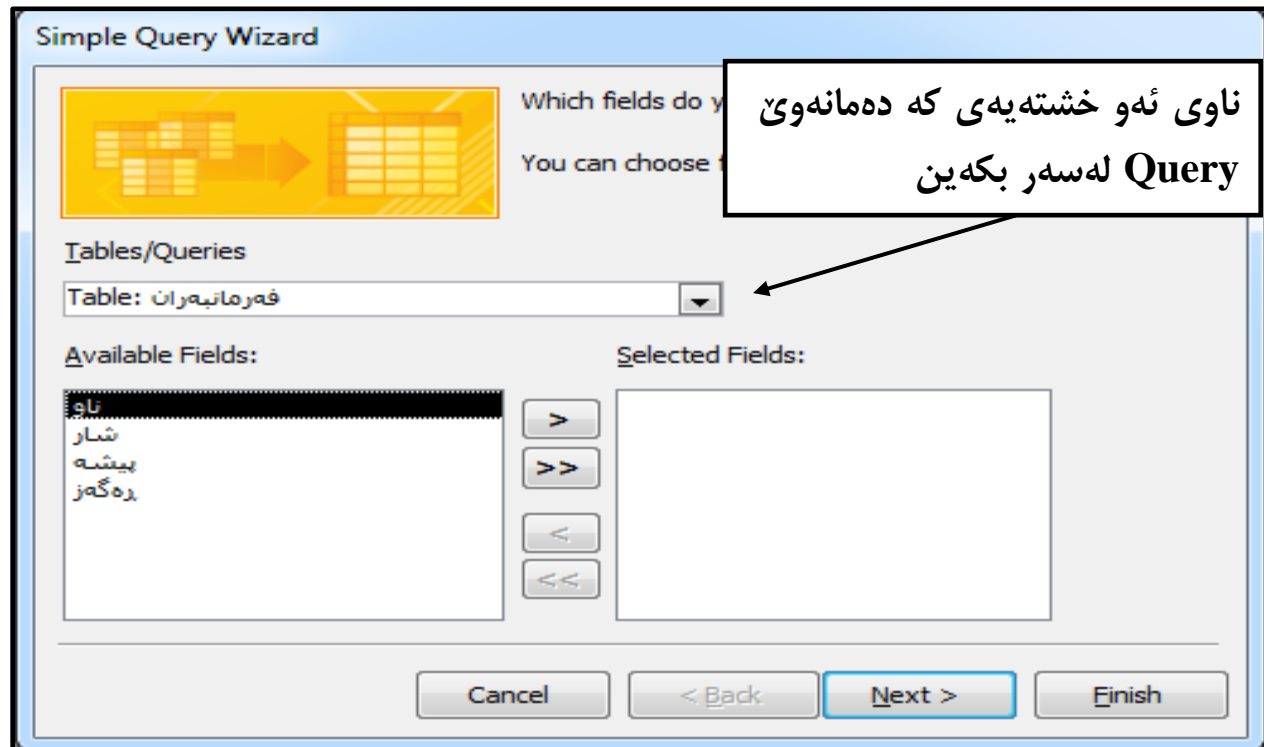 Simple Query Wizard
Which fields do y
ناوی ئەو خشتەیەی کە دەمانەوێ
Query لەسەر بکەین
You can choose f
Tables/Queries
Table: فەرمانبەران
Available Fields:
Selected Fields:
ناو
شار
پیشە
ڕەگەز
>
>>
<
<<
Cancel
< Back
Next >
Finish